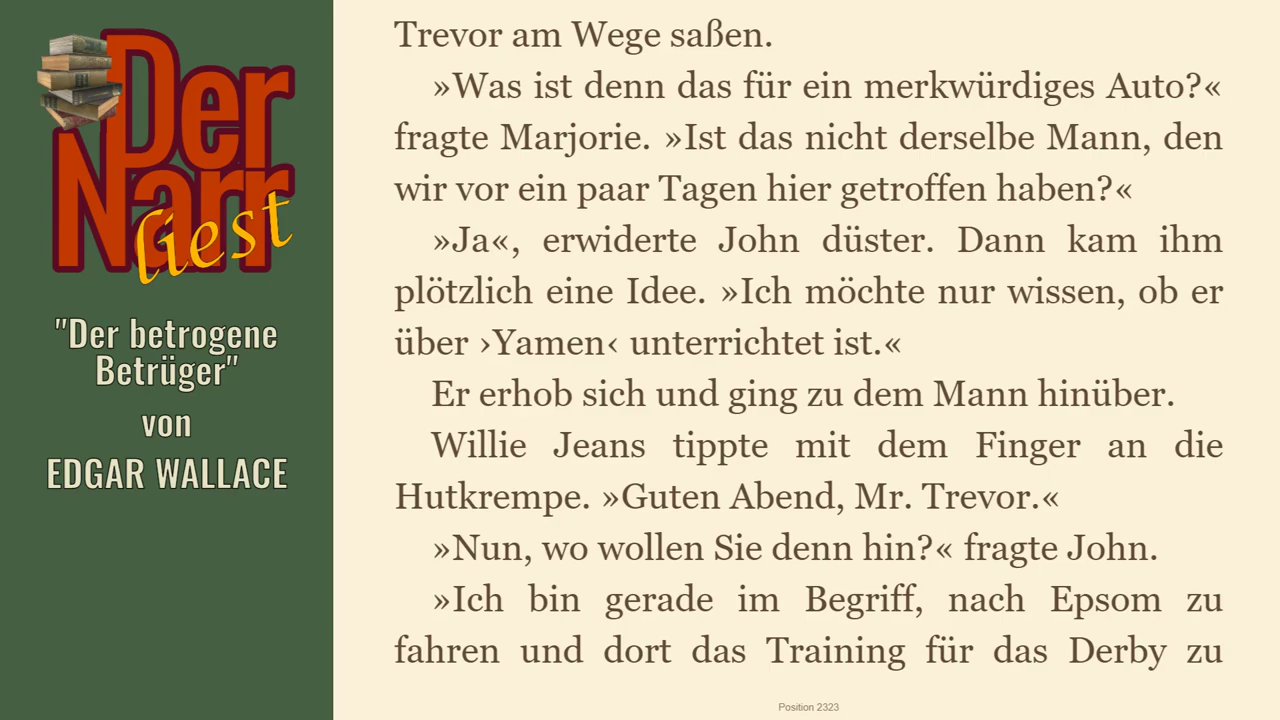 Der
Narr
liest
"Der betrogene
Betrüger"
von
EDGAR WALLACE
Trevor am Wege saßen.
»Was ist denn das für ein merkwürdiges Auto?«
fragte Marjorie. »Ist das nicht derselbe Mann, den
wir vor ein paar Tagen hier getroffen haben?«
»Ja«, erwiderte John düster. Dann kam ihm
plötzlich eine Idee. »Ich möchte nur wissen, ob er
über ›Yamen‹ unterrichtet ist.«
Er erhob sich und ging zu dem Mann hinüber.
Willie Jeans tippte mit dem Finger an die
Hutkrempe. »Guten Abend, Mr. Trevor.«
»Nun, wo wollen Sie denn hin?« fragte John.
»Ich bin gerade im Begriff, nach Epsom zu
fahren und dort das Training für das Derby zu
Position 2323